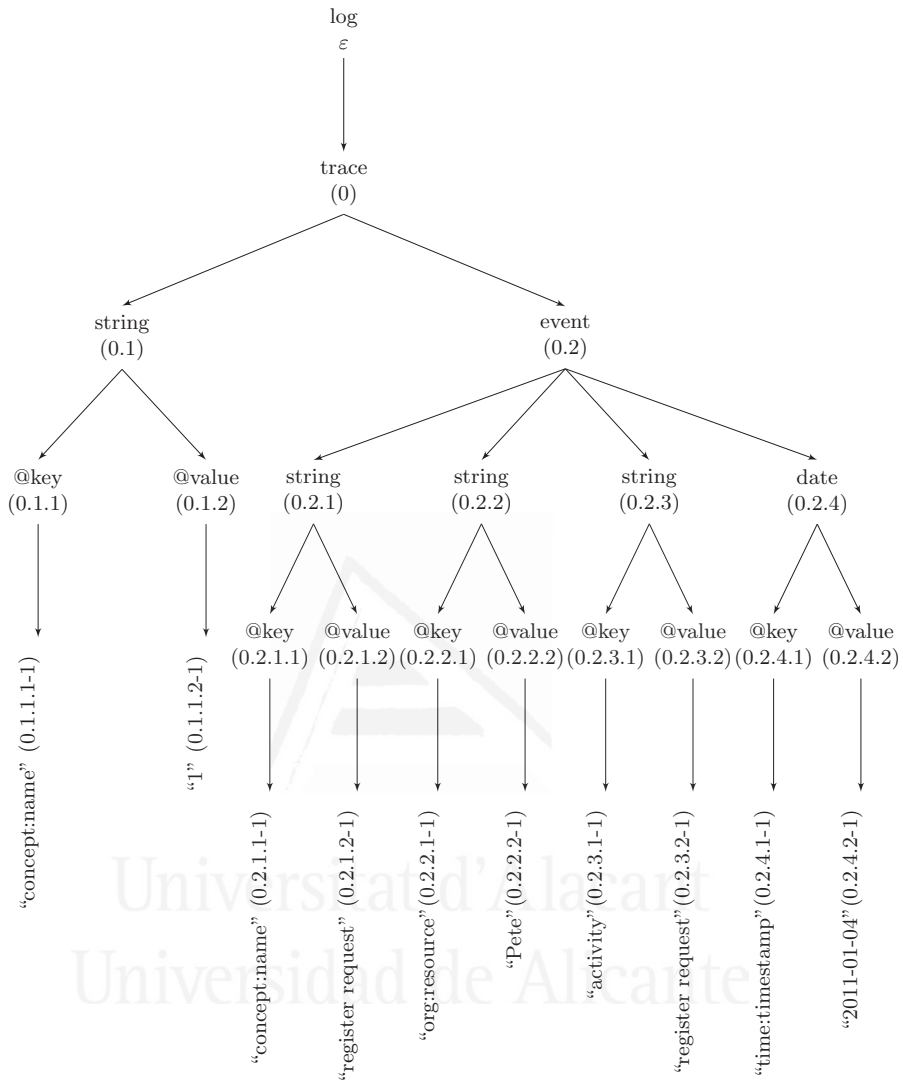 log
ε
trace
(0)
string
(0.1)
event
(0.2)
@key
(0.1.1)
@value
(0.1.2)
string
(0.2.1)
string
(0.2.2)
string
(0.2.3)
date
(0.2.4)
@key
(0.2.1.1)
@value
(0.2.1.2)
@key
(0.2.2.1)
@value
(0.2.2.2)
@key
(0.2.3.1)
@value
(0.2.3.2)
@key
(0.2.4.1)
@value
(0.2.4.2)
“concept:name” (0.1.1.1-1)
“1” (0.1.1.2-1)
“concept:name” (0.2.1.1-1)
“register request” (0.2.1.2-1)
“org:resource” (0.2.2.1-1)
“Pete” (0.2.2.2-1)
“activity” (0.2.3.1-1)
“register request” (0.2.3.2-1)
“time:timestamp” (0.2.4.1-1)
“2011-01-04” (0.2.4.2-1)
Universitat d’Alacant
Universidad de Alicante